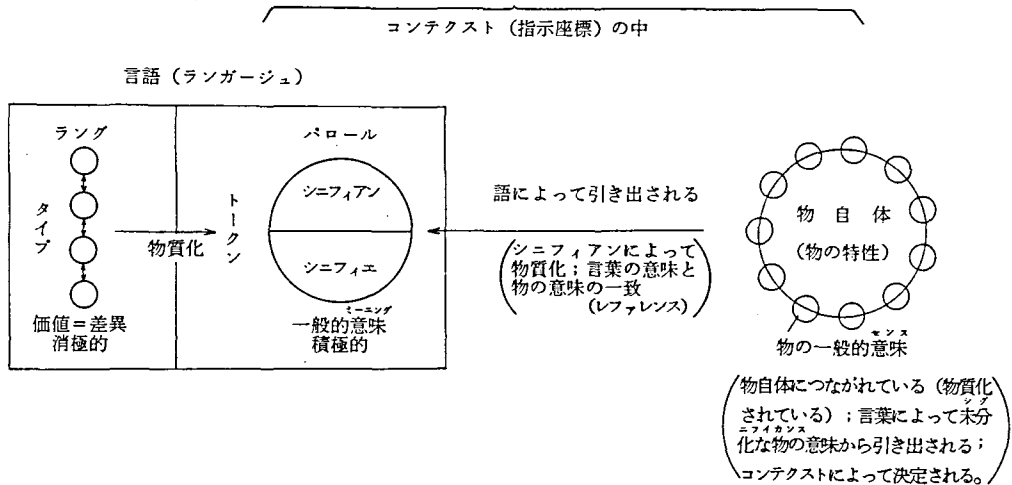 コンテクスト（指示座標）の中
言語（ランガージュ）
ラング
タイプ
価値＝差異
消極的
物質化
パロール
トークン
シニフィアン
シニフィエ
ミーニング
一般的意味
積極的
語によって引き出される
シニフィアンによって
物質化；言葉の意味と
物の意味の一致
（レファレンス）
物自体
（物の特性）
センス
物の一般的意味
物自体につながれている（物質化
シグ
されている）；言葉によって未分
ニフィカンス
化な物の意味から引き出される；
コンテクストによって決定される。